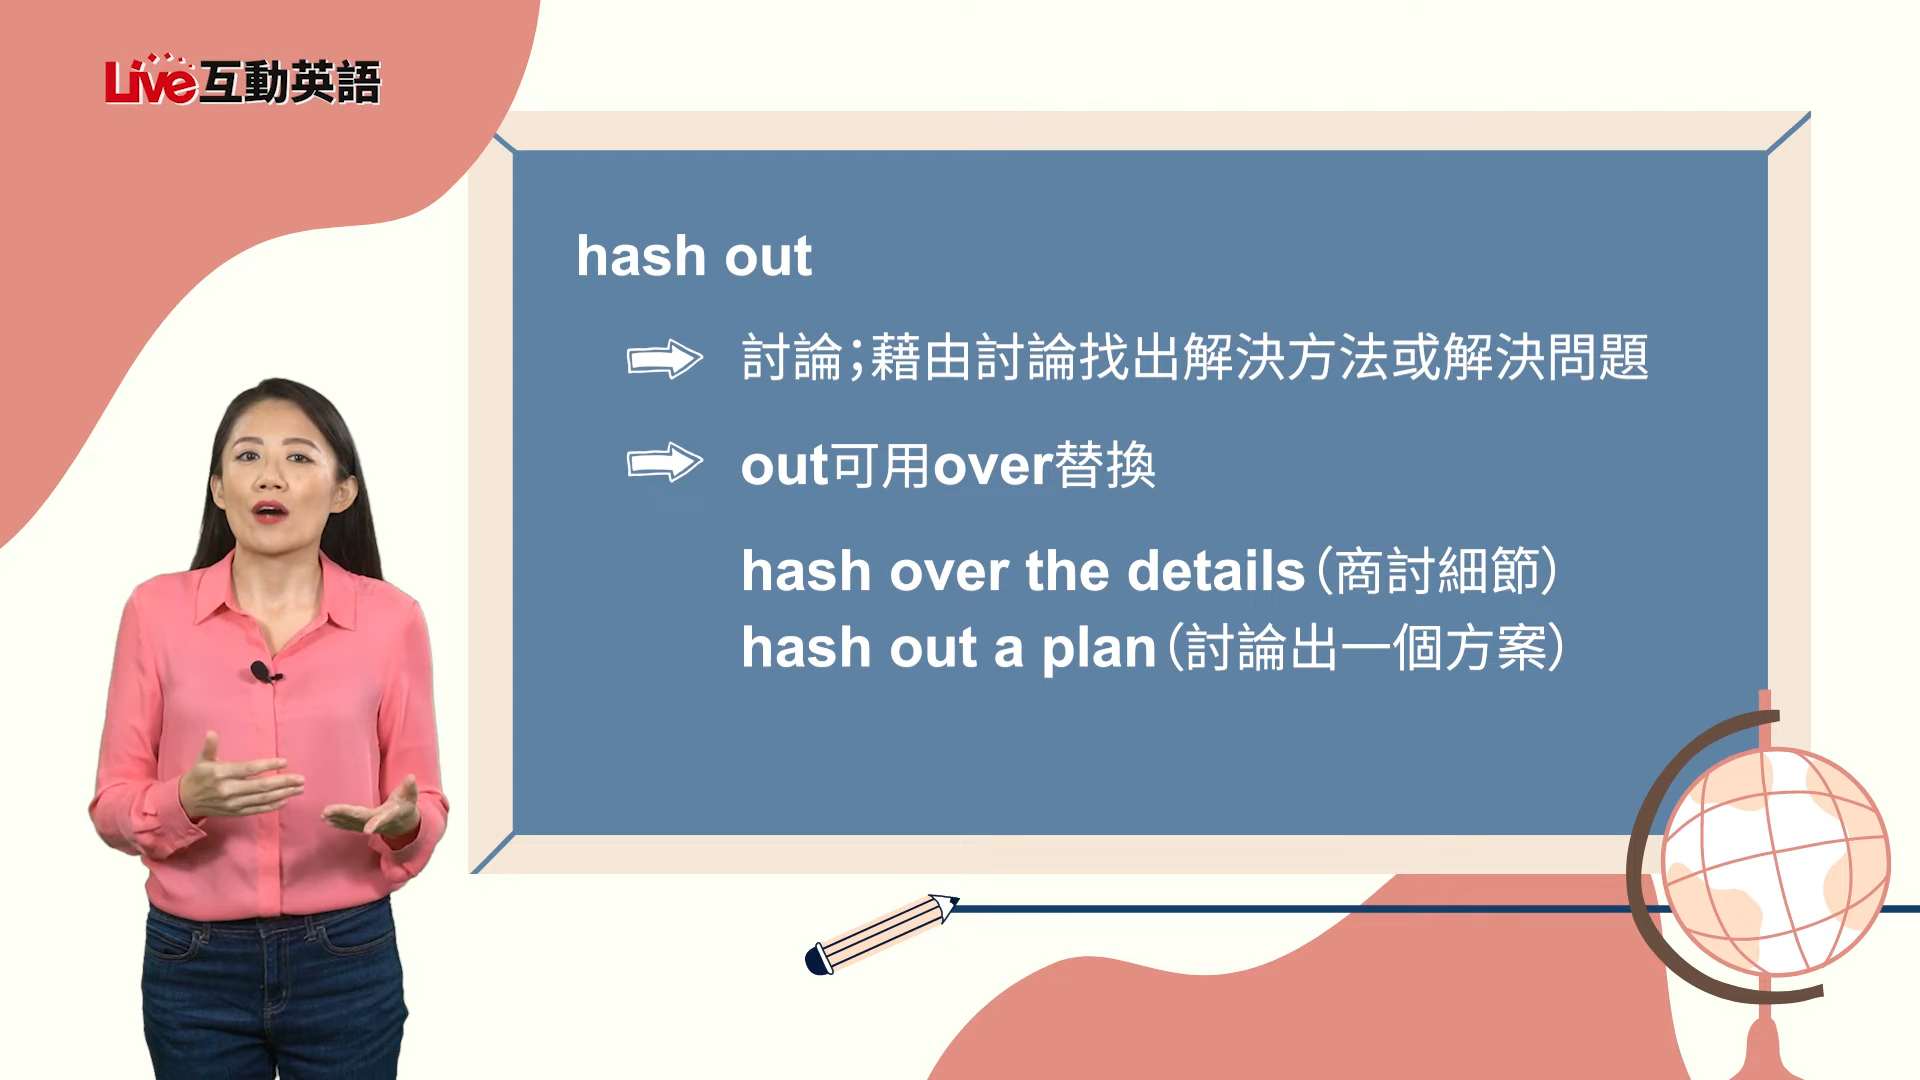 Live互動英語
hash out
討論;藉由討論找出解決方法或解決問題
out可用over替換
hash over the details(商討細節)
hash out a plan(討論出一個方案)